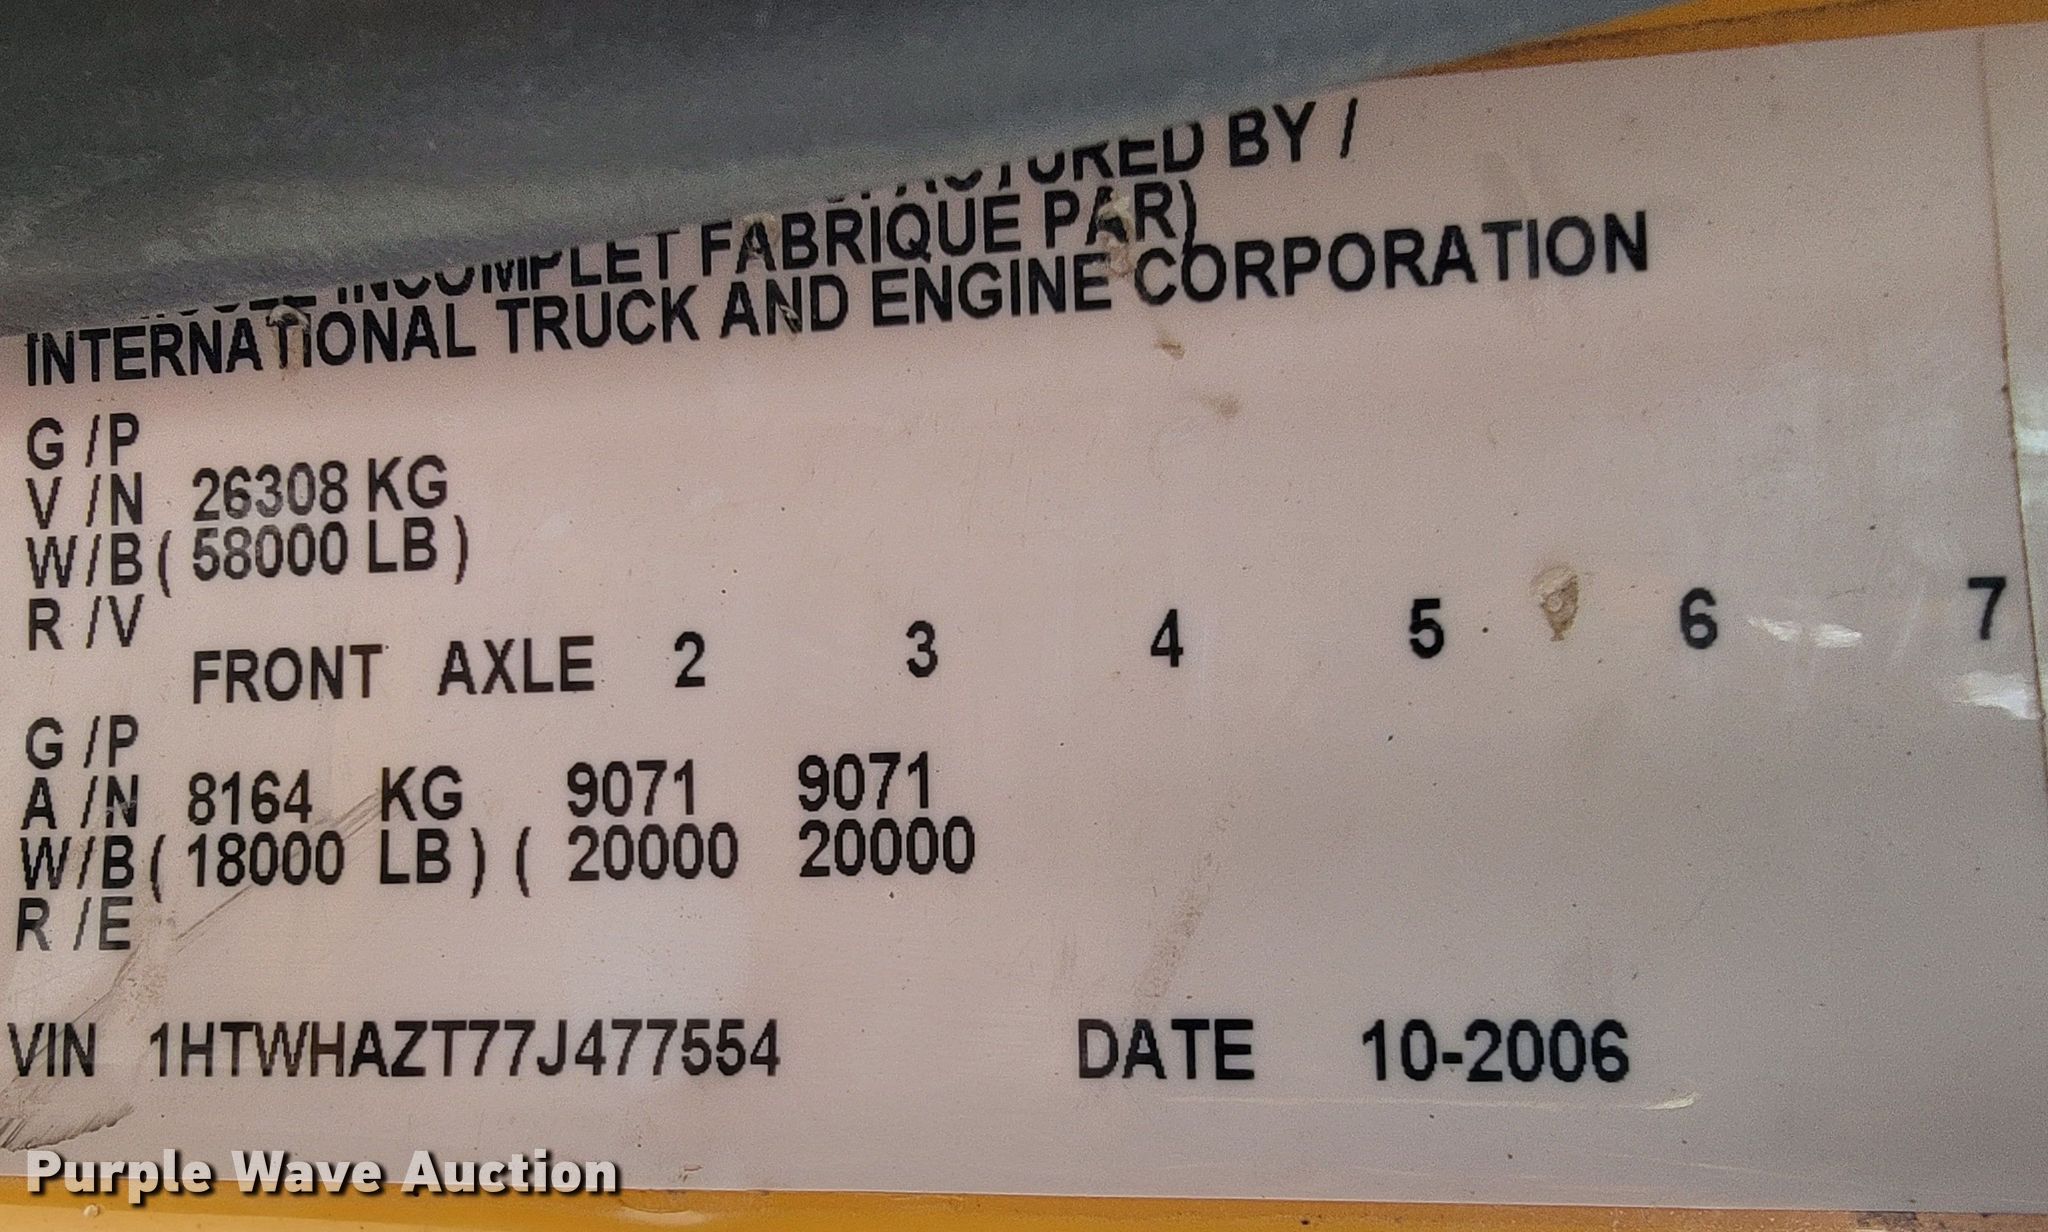 BY /
INCOMPLET FABRIQUE PAR)
INTERNATIONAL TRUCK AND ENGINE CORPORATION
G /P
V /N 26308 KG
W/B ( 58000 LB )
R /V
FRONT AXLE 2 3 4 5 6 7
G /P
A /N 8164 KG 9071 9071
W/B ( 18000 LB ) ( 20000 20000
R /E
VIN 1HTWHAZT77J477554 DATE 10-2006
Purple Wave Auction